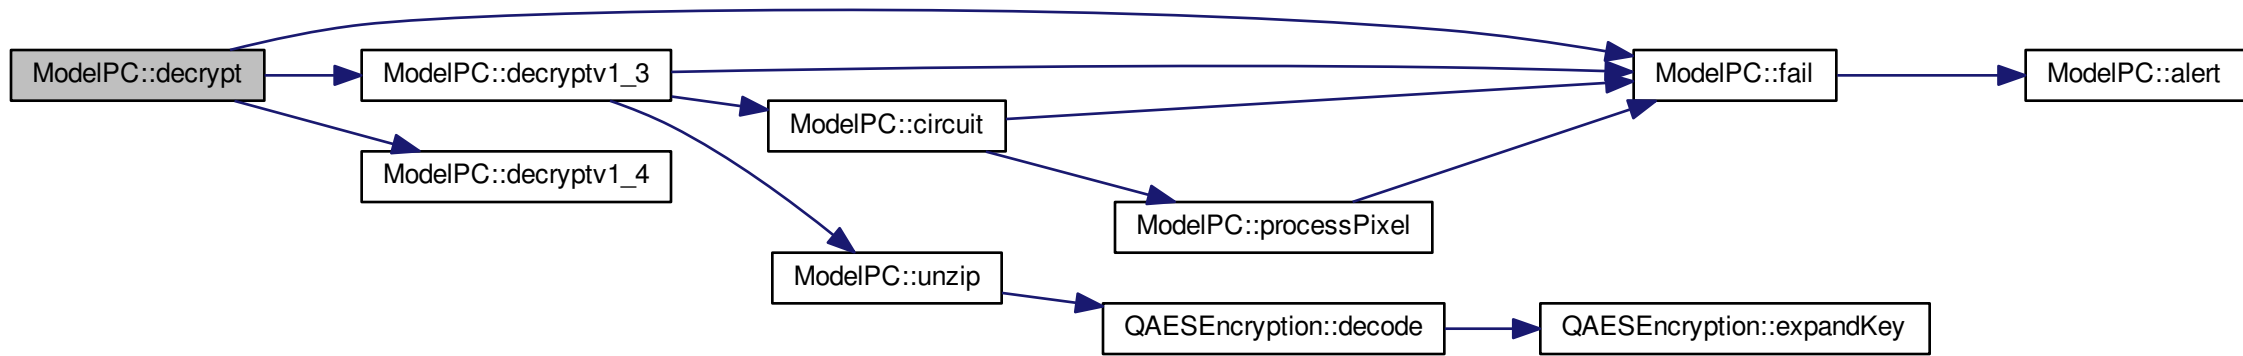 ModelPC::decrypt
ModelPC::decryptv1_3
ModelPC::fail
ModelPC::alert
ModelPC::circuit
ModelPC::decryptv1_4
ModelPC::processPixel
ModelPC::unzip
QAESEncryption::decode
QAESEncryption::expandKey